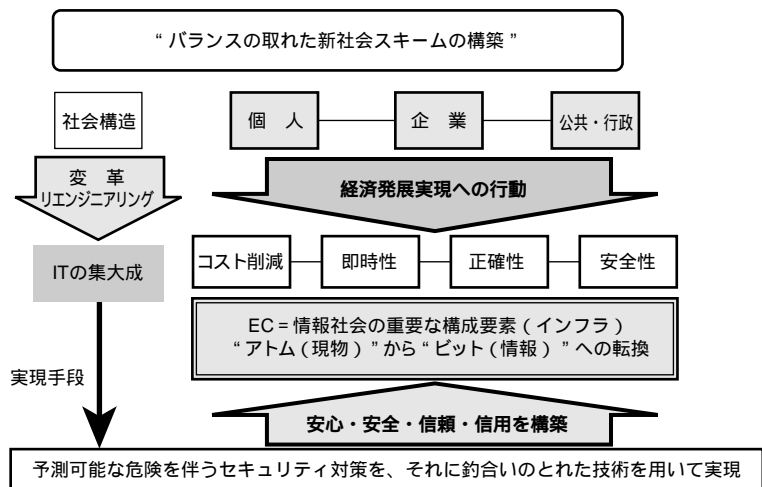 “バランスの取れた新社会スキームの構築”
社会構造
個　人
企　業
公共・行政
変　革
リエンジニアリング
経済発展実現への行動
ITの集大成
コスト削減
即時性
正確性
安全性
EC＝情報社会の重要な構成要素（インフラ）
“アトム（現物）”から“ビット（情報）”への転換
実現手段
安心・安全・信頼・信用を構築
予測可能な危険を伴うセキュリティ対策を、それに釣合いのとれた技術を用いて実現